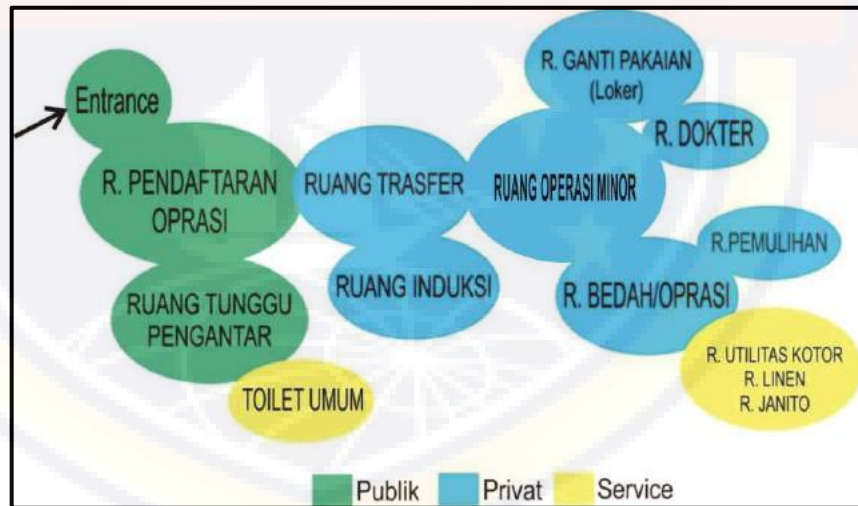 Entrance
R. PENDAFTARAN
OPRASI
RUANG TUNGGU
PENGANTAR
TOILET UMUM
RUANG TRASFER
RUANG INDUKSI
RUANG OPERASI MINOR
R. GANTI PAKAIAN
(Loker)
R. DOKTER
R.PEMULIHAN
R. BEDAH/OPRASI
R. UTILITAS KOTOR
R. LINEN
R. JANITO
Publik
Privat
Service